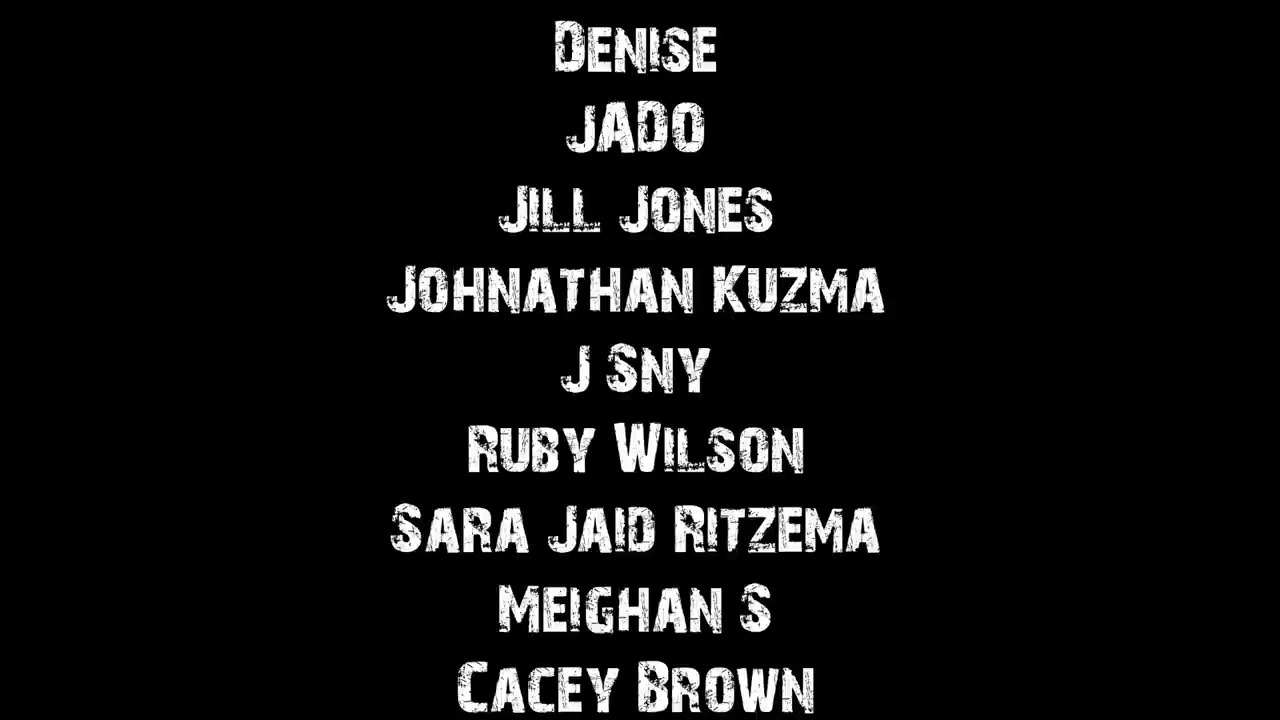 Denise
JADO
Jill Jones
Johnathan Kuzma
J Sny
Ruby Wilson
Sara Jaid Ritzema
Meighan S
Cacey Brown